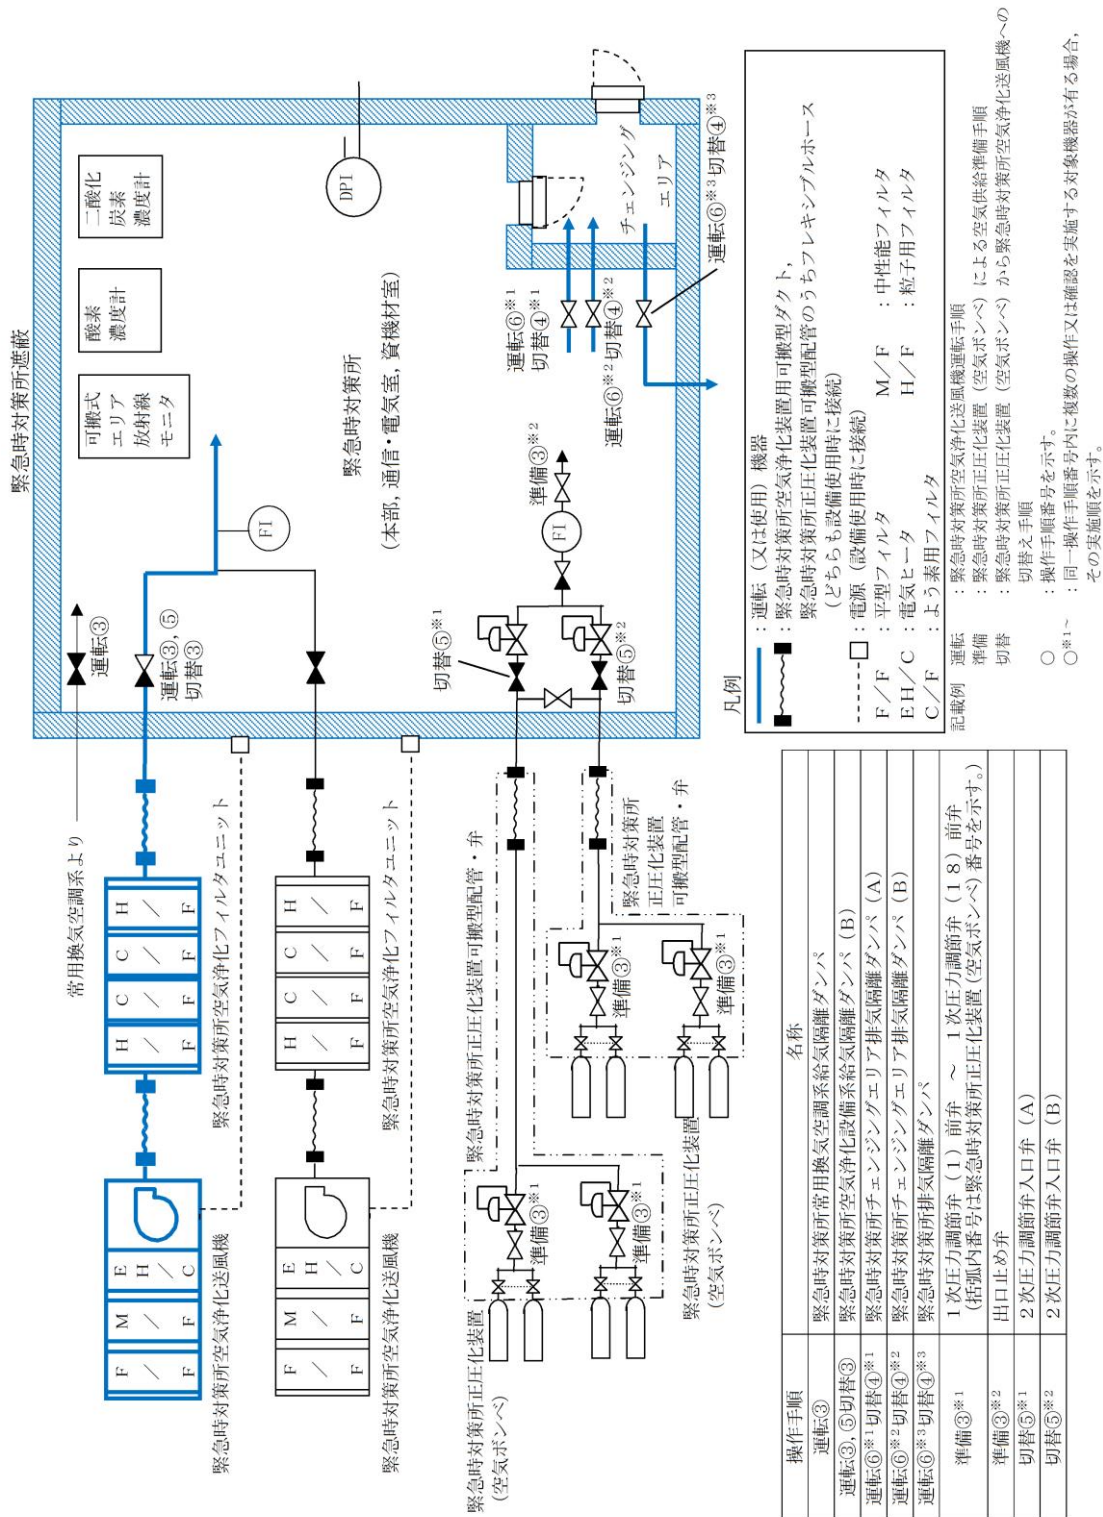 緊急時対策所遮蔽
可搬式
エリア
放射線
モニタ
酸素
濃度計
二酸化
炭素
濃度計
常用換気空調系より
運転③
運転③，⑤
切替③
FI
DPI
緊急時対策所
(本部，通信・電気室，資機材室)
F／F
M／F
EH／C
H／F
C／F
H／F
緊急時対策所空気浄化送風機
緊急時対策所空気浄化フィルタユニット
F／F
M／F
EH／C
H／F
C／F
H／F
緊急時対策所空気浄化送風機
緊急時対策所空気浄化フィルタユニット
運転⑥※1
切替④※1
運転⑥※2切替④※2
運転⑥※3切替④※3
チェンジング
エリア
切替⑤※1
切替⑤※2
FI
準備③※2
緊急時対策所正圧化装置可搬型配管・弁
緊急時対策所
正圧化装置
可搬型配管・弁
準備③※1
準備③※1
準備③※1
準備③※1
緊急時対策所正圧化装置
(空気ボンベ)
緊急時対策所正圧化装置
(空気ボンベ)
凡例
：運転（又は使用）機器
：緊急時対策所空気浄化装置用可搬型ダクト，
緊急時対策所正圧化装置可搬型配管のうちフレキシブルホース
（どちらも設備使用時に接続）
：電源（設備使用時に接続）
F／F ：平型フィルタ M／F ：中性能フィルタ
EH／C ：電気ヒータ H／F ：粒子用フィルタ
C／F ：よう素用フィルタ
記載例 運転 ：緊急時対策所空気浄化送風機運転手順
準備 ：緊急時対策所正圧化装置（空気ボンベ）による空気供給準備手順
切替 ：緊急時対策所正圧化装置（空気ボンベ）から緊急時対策所空気浄化送風機への
切替え手順
○ ：操作手順番号を示す。
○※1～ ：同一操作手順番号内に複数の操作又は確認を実施する対象機器が有る場合，
その実施順を示す。
操作手順 名称
運転③ 緊急時対策所常用換気空調系給気隔離ダンパ
運転③，⑤切替③ 緊急時対策所空気浄化設備系給気隔離ダンパ（B）
運転⑥※1切替④※1 緊急時対策所チェンジングエリア排気隔離ダンパ（A）
運転⑥※2切替④※2 緊急時対策所チェンジングエリア排気隔離ダンパ（B）
運転⑥※3切替④※3 緊急時対策所排気隔離ダンパ
準備③※1 1次圧力調節弁（1）前弁 ～ 1次圧力調節弁（18）前弁
(括弧内番号は緊急時対策所正圧化装置(空気ボンベ)番号を示す。)
準備③※2 出口止め弁
切替⑤※1 2次圧力調節弁入口弁（A）
切替⑤※2 2次圧力調節弁入口弁（B）